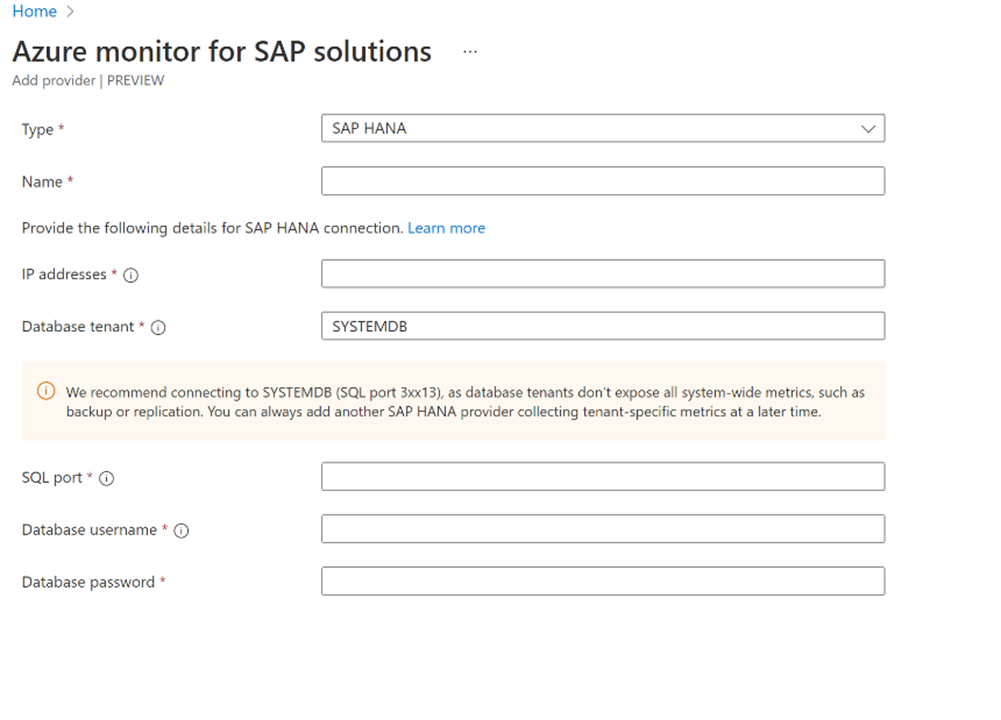 Home >
Azure monitor for SAP solutions ...
Add provider | PREVIEW
Type * SAP HANA
Name *
Provide the following details for SAP HANA connection. Learn more
IP addresses *
Database tenant * SYSTEMDB
We recommend connecting to SYSTEMDB (SQL port 3xx13), as database tenants don't expose all system-wide metrics, such as
backup or replication. You can always add another SAP HANA provider collecting tenant-specific metrics at a later time.
SQL port *
Database username *
Database password *